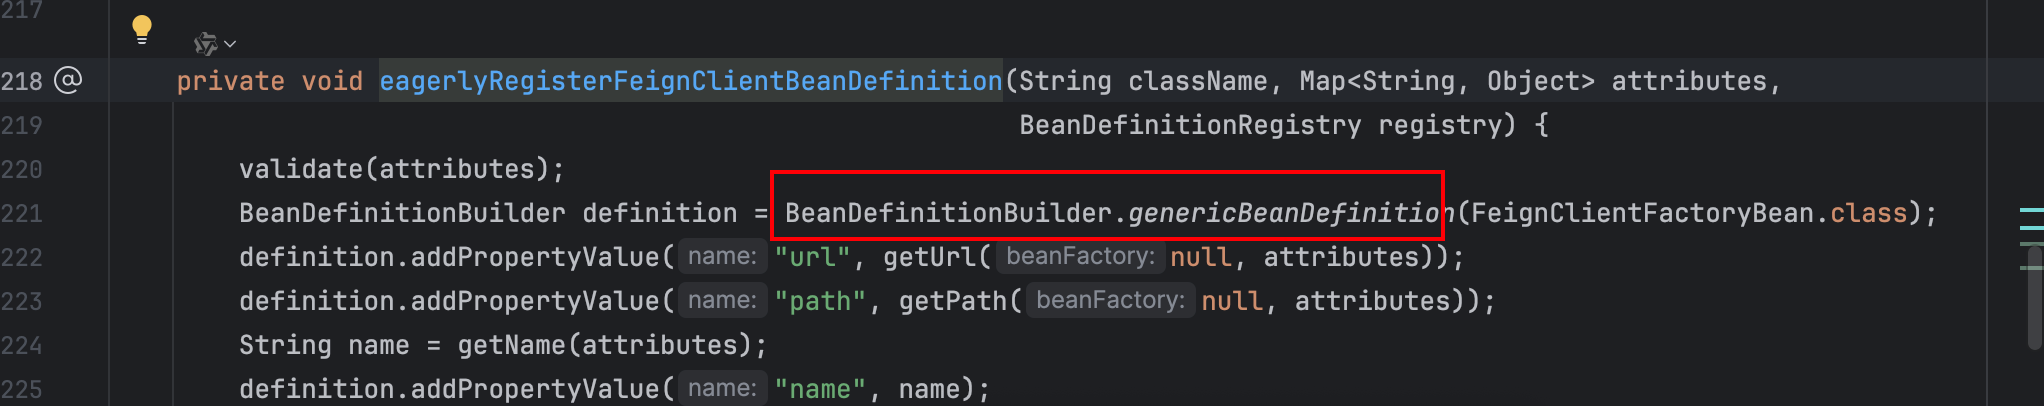 217
218 @ private void eagerlyRegisterFeignClientBeanDefinition(String className, Map<String, Object> attributes,
219 BeanDefinitionRegistry registry) {
220 validate(attributes);
221 BeanDefinitionBuilder definition = BeanDefinitionBuilder.genericBeanDefinition(FeignClientFactoryBean.class);
222 definition.addPropertyValue( name: "url", getUrl( beanFactory: null, attributes));
223 definition.addPropertyValue( name: "path", getPath( beanFactory: null, attributes));
224 String name = getName(attributes);
225 definition.addPropertyValue( name: "name", name);